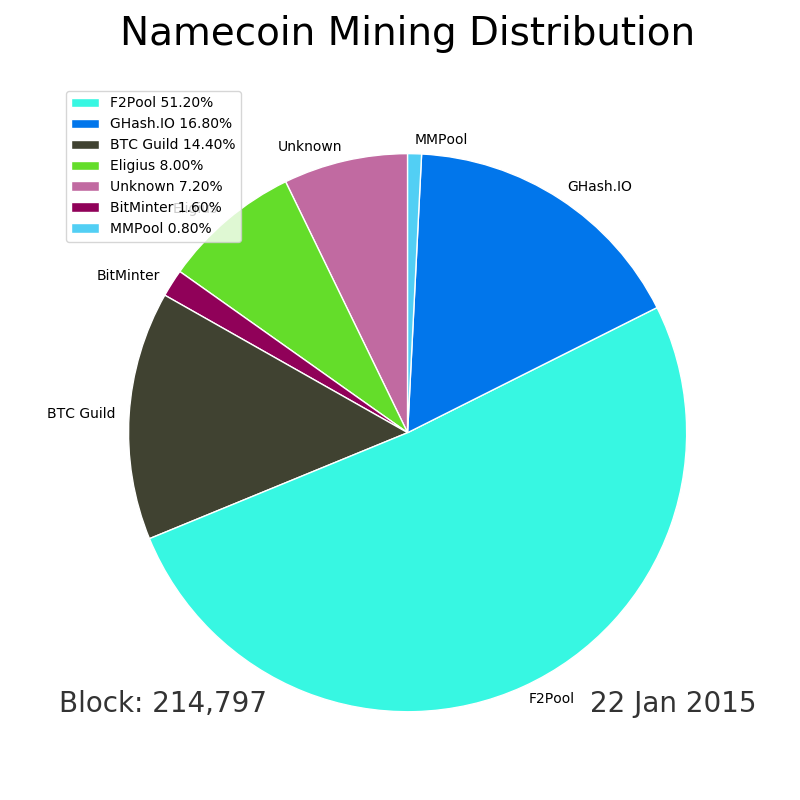 Namecoin Mining Distribution
F2Pool 51.20%
GHash.IO 16.80%
BTC Guild 14.40%
Eligius 8.00%
Unknown 7.20%
BitMinter 1.60%
MMPool 0.80%
MMPool
Unknown
GHash.IO
Eligius
BitMinter
BTC Guild
F2Pool
Block: 214,797
22 Jan 2015